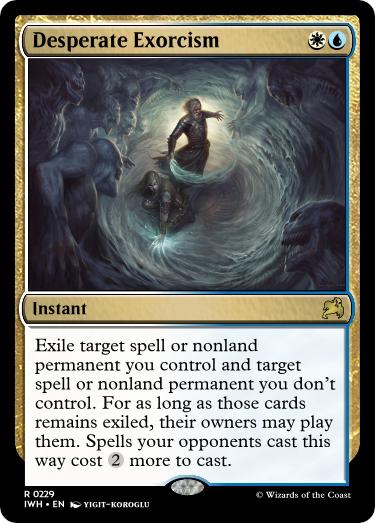 Desperate Exorcism
Instant
Exile target spell or nonland
permanent you control and target
spell or nonland permanent you don't
control. For as long as those cards
remains exiled, their owners may play
them. Spells your opponents cast this
way cost 2 more to cast.
R 0229
IWH • EN YIGIT-KOROGLU
© Wizards of the Coast